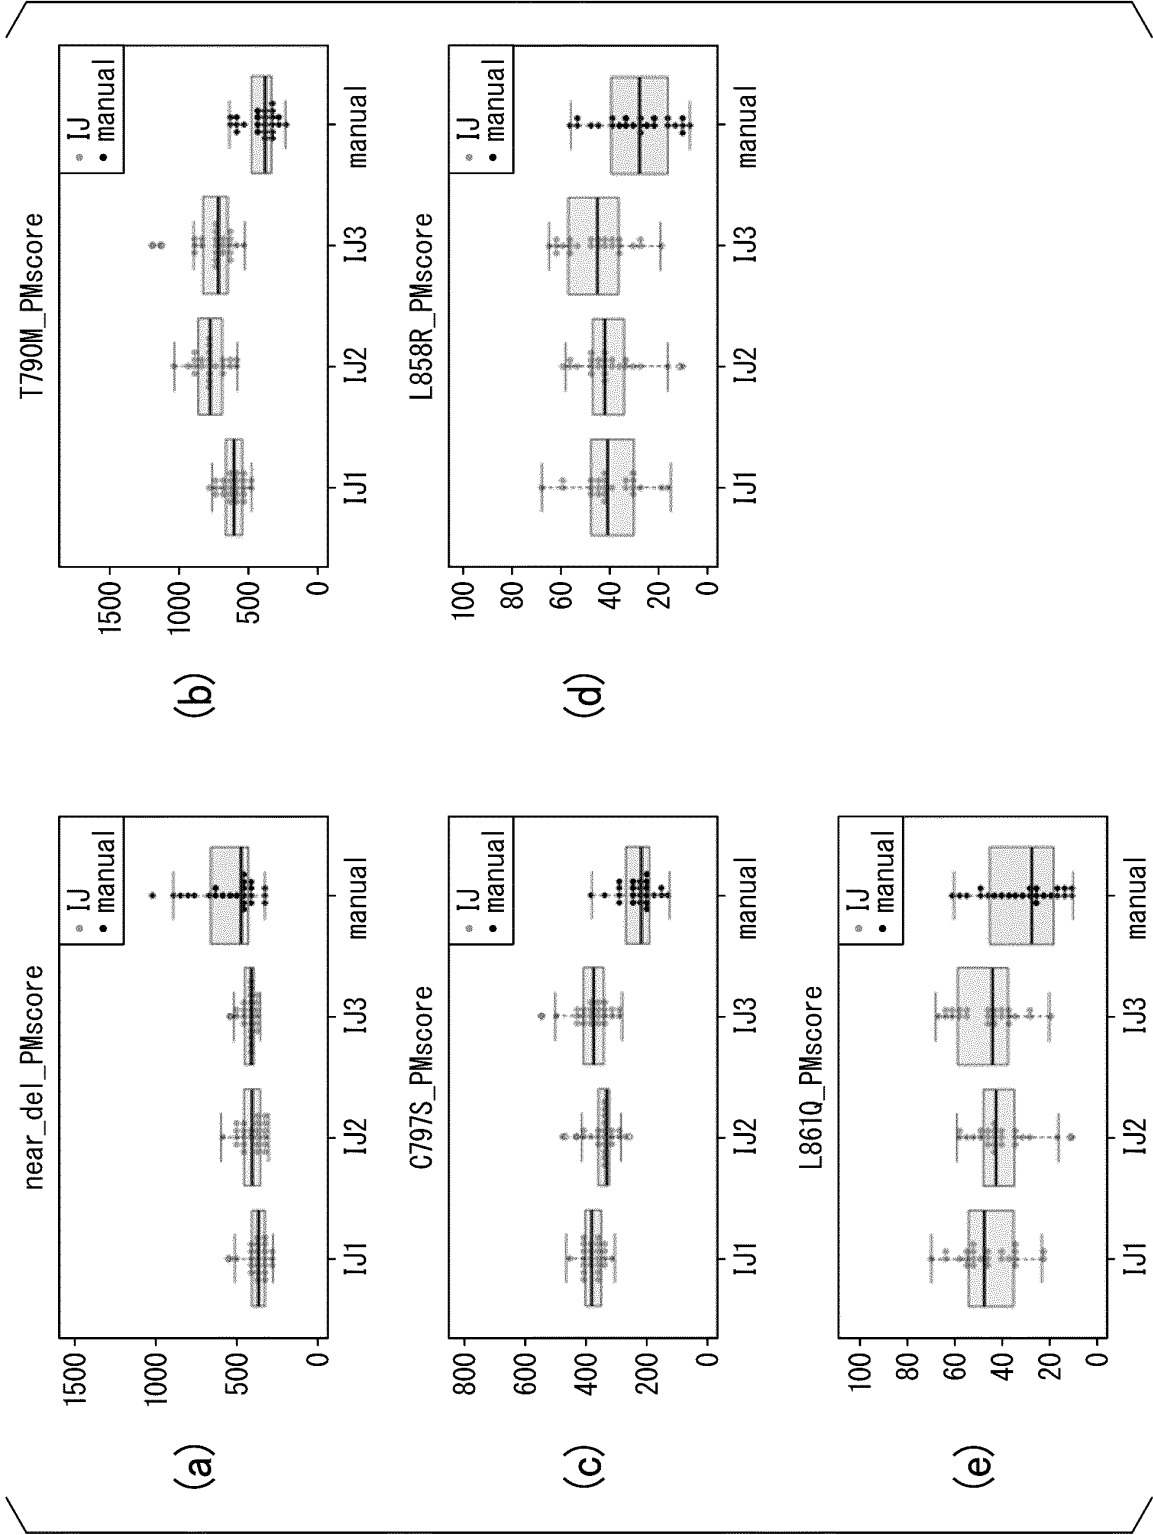 (a)
near_del_PMscore
1500
1000
500
0
IJ
manual
IJ1
IJ2
IJ3
manual
(b)
T790M_PMscore
1500
1000
500
0
IJ
manual
IJ1
IJ2
IJ3
manual
(c)
C797S_PMscore
800
600
400
200
0
IJ
manual
IJ1
IJ2
IJ3
manual
(d)
L858R_PMscore
100
80
60
40
20
0
IJ
manual
IJ1
IJ2
IJ3
manual
(e)
L861Q_PMscore
100
80
60
40
20
0
IJ
manual
IJ1
IJ2
IJ3
manual